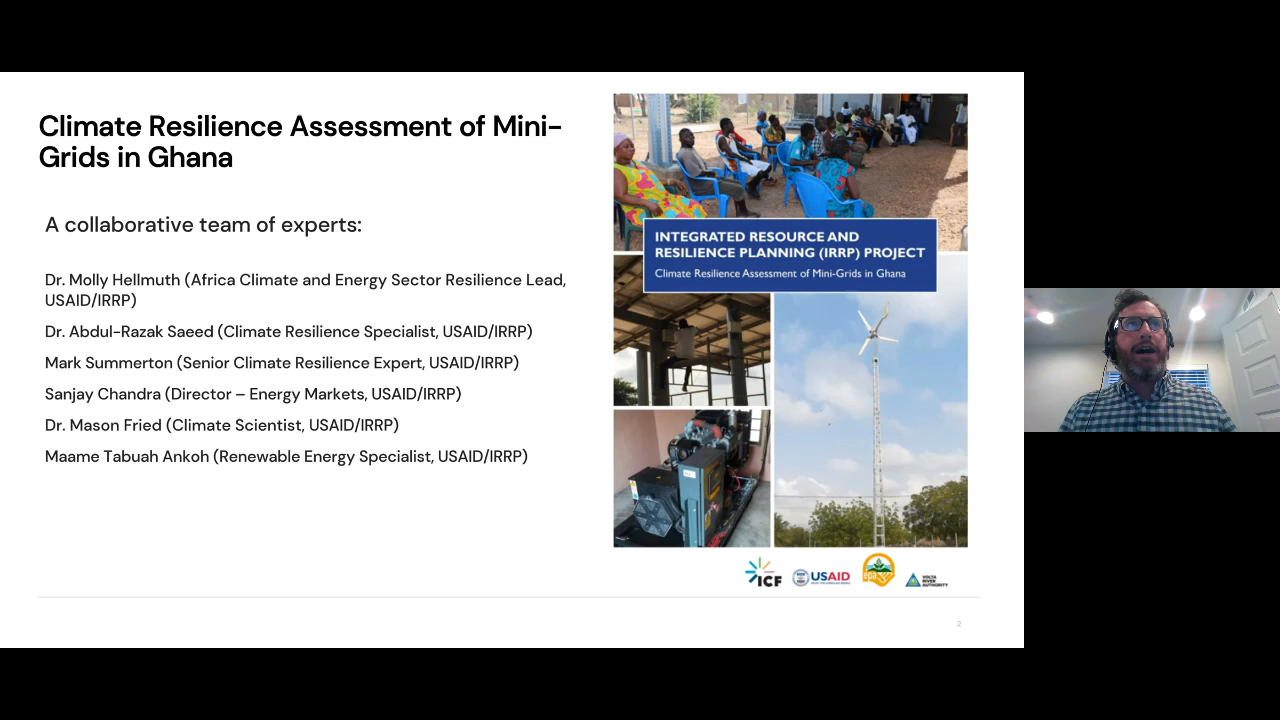 Climate Resilience Assessment of Mini-
Grids in Ghana
A collaborative team of experts:
Dr. Molly Hellmuth (Africa Climate and Energy Sector Resilience Lead,
USAID/IRRP)
Dr. Abdul-Razak Saeed (Climate Resilience Specialist, USAID/IRRP)
Mark Summerton (Senior Climate Resilience Expert, USAID/IRRP)
Sanjay Chandra (Director – Energy Markets, USAID/IRRP)
Dr. Mason Fried (Climate Scientist, USAID/IRRP)
Maame Tabuah Ankoh (Renewable Energy Specialist, USAID/IRRP)
INTEGRATED RESOURCE AND
RESILIENCE PLANNING (IRRP) PROJECT
Climate Resilience Assessment of Mini-Grids in Ghana
ICF
USAID
epa
VOLTA
RIVER
AUTHORITY
2